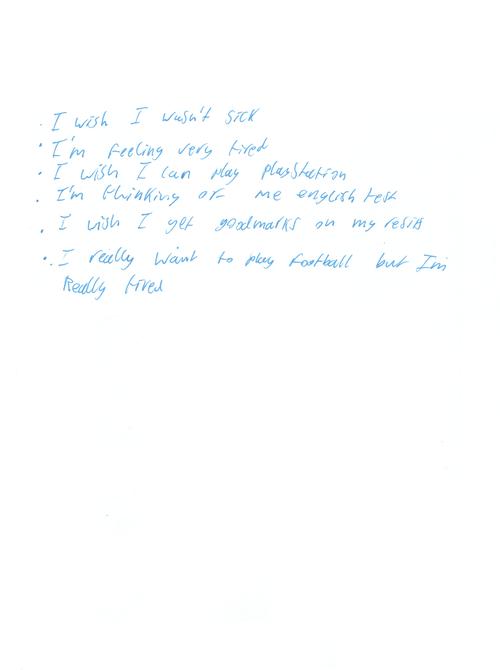 · I wish I wasn't sick
· I'm feeling very tired
· I wish I can play playstation
· I'm thinking of me english test
· I wish I get goodmarks on my resits
· I really want to play football but I'm
Really tired